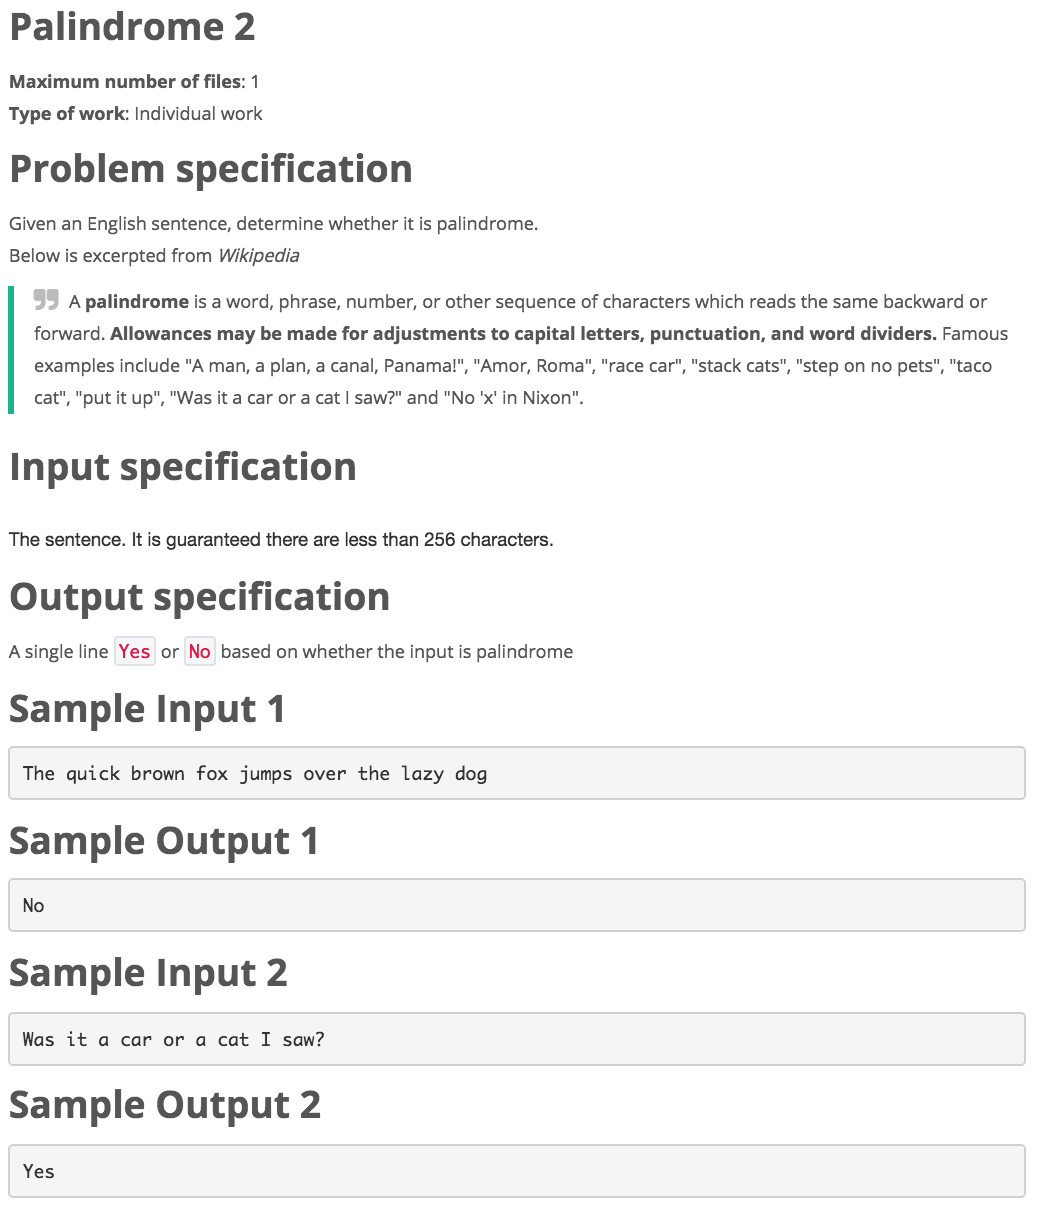 Palindrome 2
Maximum number of files: 1
Type of work: Individual work
Problem specification
Given an English sentence, determine whether it is palindrome.
Below is excerpted from Wikipedia
A palindrome is a word, phrase, number, or other sequence of characters which reads the same backward or
forward. Allowances may be made for adjustments to capital letters, punctuation, and word dividers. Famous
examples include "A man, a plan, a canal, Panama!", "Amor, Roma", "race car", "stack cats", "step on no pets", "taco
cat", "put it up", "Was it a car or a cat I saw?" and "No 'x' in Nixon".
Input specification
The sentence. It is guaranteed there are less than 256 characters.
Output specification
A single line Yes or No based on whether the input is palindrome
Sample Input 1
The quick brown fox jumps over the lazy dog
Sample Output 1
No
Sample Input 2
Was it a car or a cat I saw?
Sample Output 2
Yes